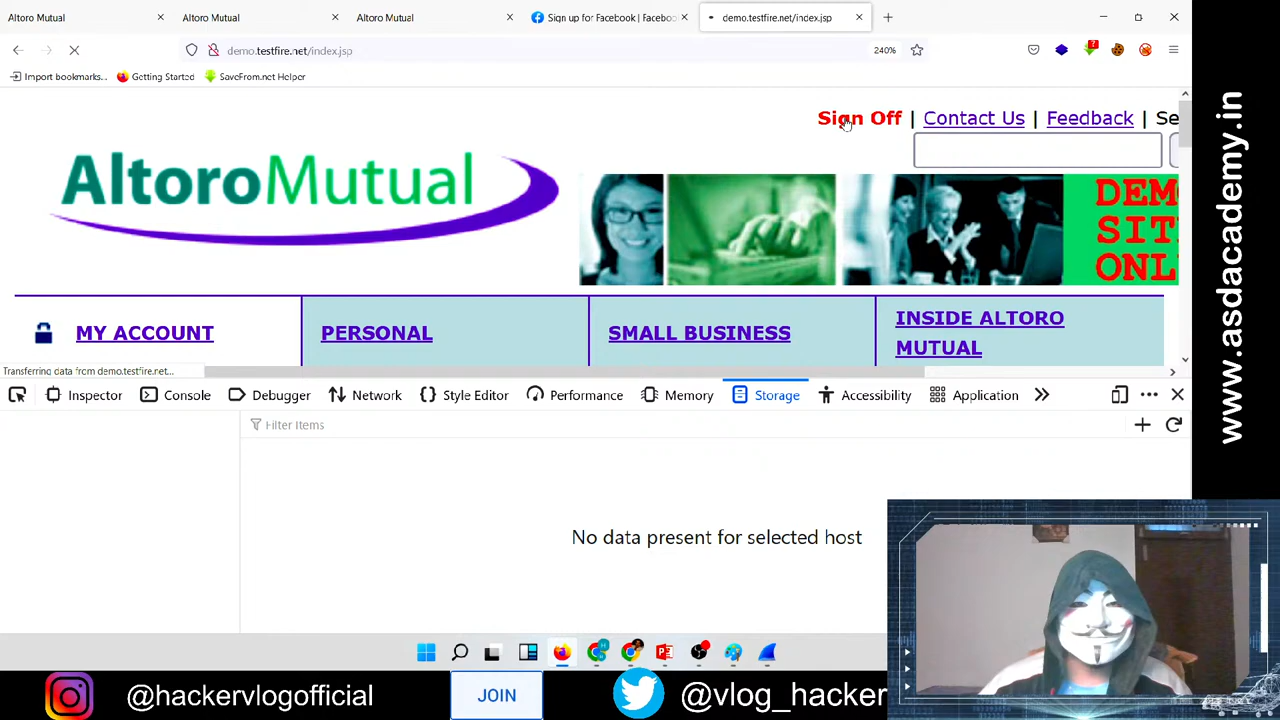 Altoro Mutual
Altoro Mutual
Altoro Mutual
Sign up for Facebook | Faceboo
demo.testfire.net/index.jsp
demo.testfire.net/index.jsp
240%
Import bookmarks...
Getting Started
SaveFrom.net Helper
Sign Off | Contact Us | Feedback | Se
AltoroMutual
DEM
SIT
ONL
MY ACCOUNT
PERSONAL
SMALL BUSINESS
INSIDE ALTORO
MUTUAL
Transferring data from demo.testfire.net...
Inspector
Console
Debugger
Network
Style Editor
Performance
Memory
Storage
Accessibility
Application
Filter Items
No data present for selected host
@hackervlogofficial
JOIN
@vlog_hacker
www.asdacademy.in